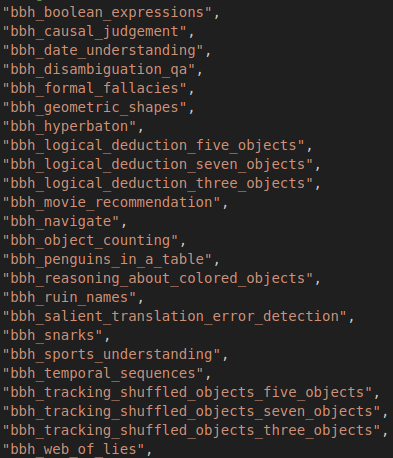 "bbh_boolean_expressions",
"bbh_causal_judgement",
"bbh_date_understanding",
"bbh_disambiguation_qa",
"bbh_formal_fallacies",
"bbh_geometric_shapes",
"bbh_hyperbaton",
"bbh_logical_deduction_five_objects",
"bbh_logical_deduction_seven_objects",
"bbh_logical_deduction_three_objects",
"bbh_movie_recommendation",
"bbh_navigate",
"bbh_object_counting",
"bbh_penguins_in_a_table",
"bbh_reasoning_about_colored_objects",
"bbh_ruin_names",
"bbh_salient_translation_error_detection",
"bbh_snarks",
"bbh_sports_understanding",
"bbh_temporal_sequences",
"bbh_tracking_shuffled_objects_five_objects",
"bbh_tracking_shuffled_objects_seven_objects",
"bbh_tracking_shuffled_objects_three_objects",
"bbh_web_of_lies",